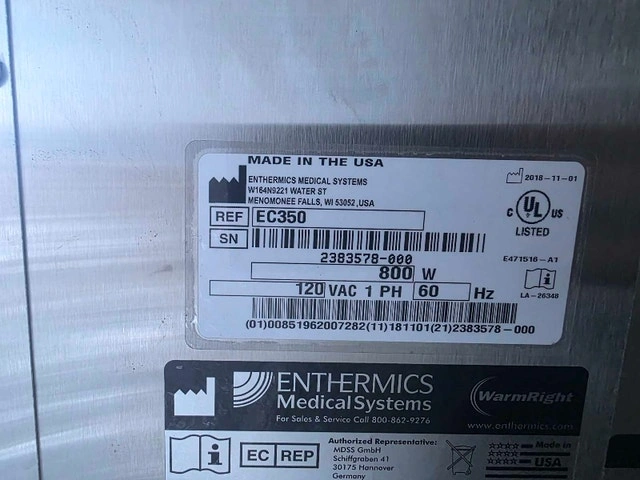 MADE IN THE USA
ENTHERMICS MEDICAL SYSTEMS
W164N9221 WATER ST
MENOMONEE FALLS, WI 53052 ,USA
2018-11-01
REF EC350
C UL US
LISTED
SN
2383578-000
E471516-A1
800 W
120 VAC 1 PH 60 Hz
LA-26348
(01)00851962007282(11)181101(21)2383578-000
ENTHERMICS
MedicalSystems
For Sales & Service Call 800-862-9276
WarmRight
www.enthermics.com
EC REP
Authorized Representative:
MDSS GmbH
Schiffgraben 41
30175 Hannover
Germany
Made in
USA